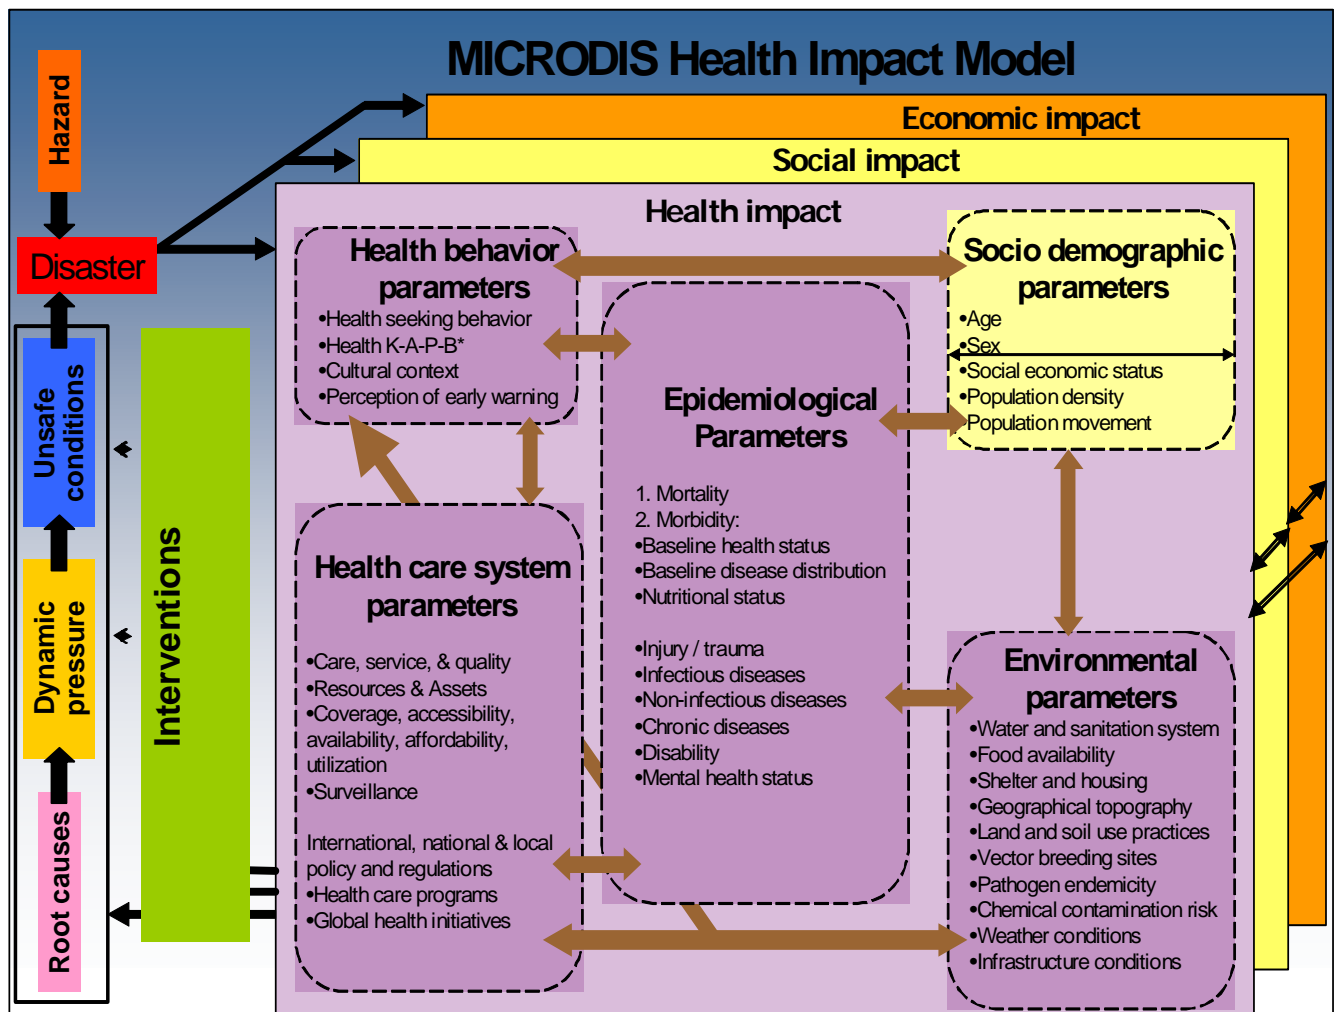 MICRODIS Health Impact Model
Economic impact
Social impact
Health impact
Hazard
Disaster
Unsafe
conditions
Dynamic
pressure
Root causes
Interventions
Health behavior
parameters
•Health seeking behavior
•Health K-A-P-B*
•Cultural context
•Perception of early warning
Health care system
parameters
•Care, service, & quality
•Resources & Assets
•Coverage, accessibility,
availability, affordability,
utilization
•Surveillance
International, national & local
policy and regulations
•Health care programs
•Global health initiatives
Epidemiological
Parameters
1. Mortality
2. Morbidity:
•Baseline health status
•Baseline disease distribution
•Nutritional status
•Injury / trauma
•Infectious diseases
•Non-infectious diseases
•Chronic diseases
•Disability
•Mental health status
Socio demographic
parameters
•Age
•Sex
•Social economic status
•Population density
•Population movement
Environmental
parameters
•Water and sanitation system
•Food availability
•Shelter and housing
•Geographical topography
•Land and soil use practices
•Vector breeding sites
•Pathogen endemicity
•Chemical contamination risk
•Weather conditions
•Infrastructure conditions